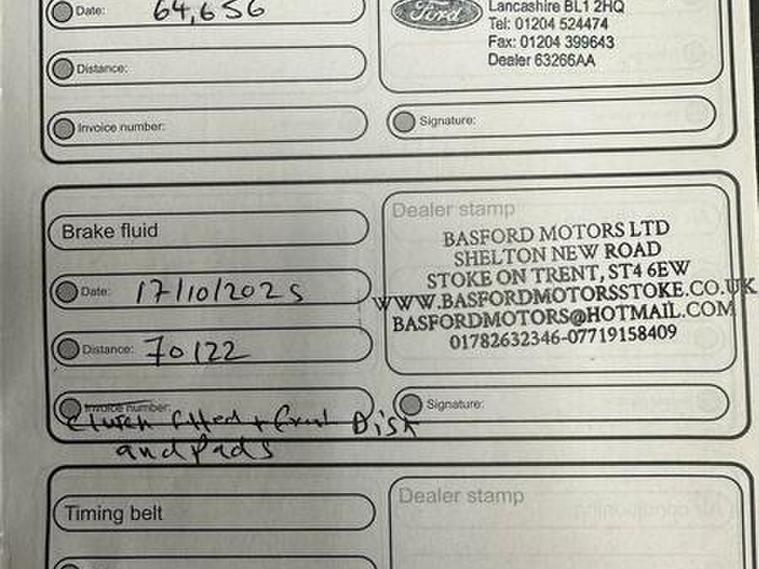 Date: 64,656
Ford
Lancashire BL1 2HQ
Tel: 01204 524474
Fax: 01204 399643
Dealer 63266AA
Distance:
Invoice number:
Signature:
Brake fluid
Date: 17/10/2025
Distance: 70122
Invoice number:
Clutch fitted + front Disk
and Pads
Dealer stamp
BASFORD MOTORS LTD
SHELTON NEW ROAD
STOKE ON TRENT, ST4 6EW
WWW.BASFORDMOTORSSTOKE.CO.UK
BASFORDMOTORS@HOTMAIL.COM
01782632346-07719158409
Signature:
Timing belt
Dealer stamp